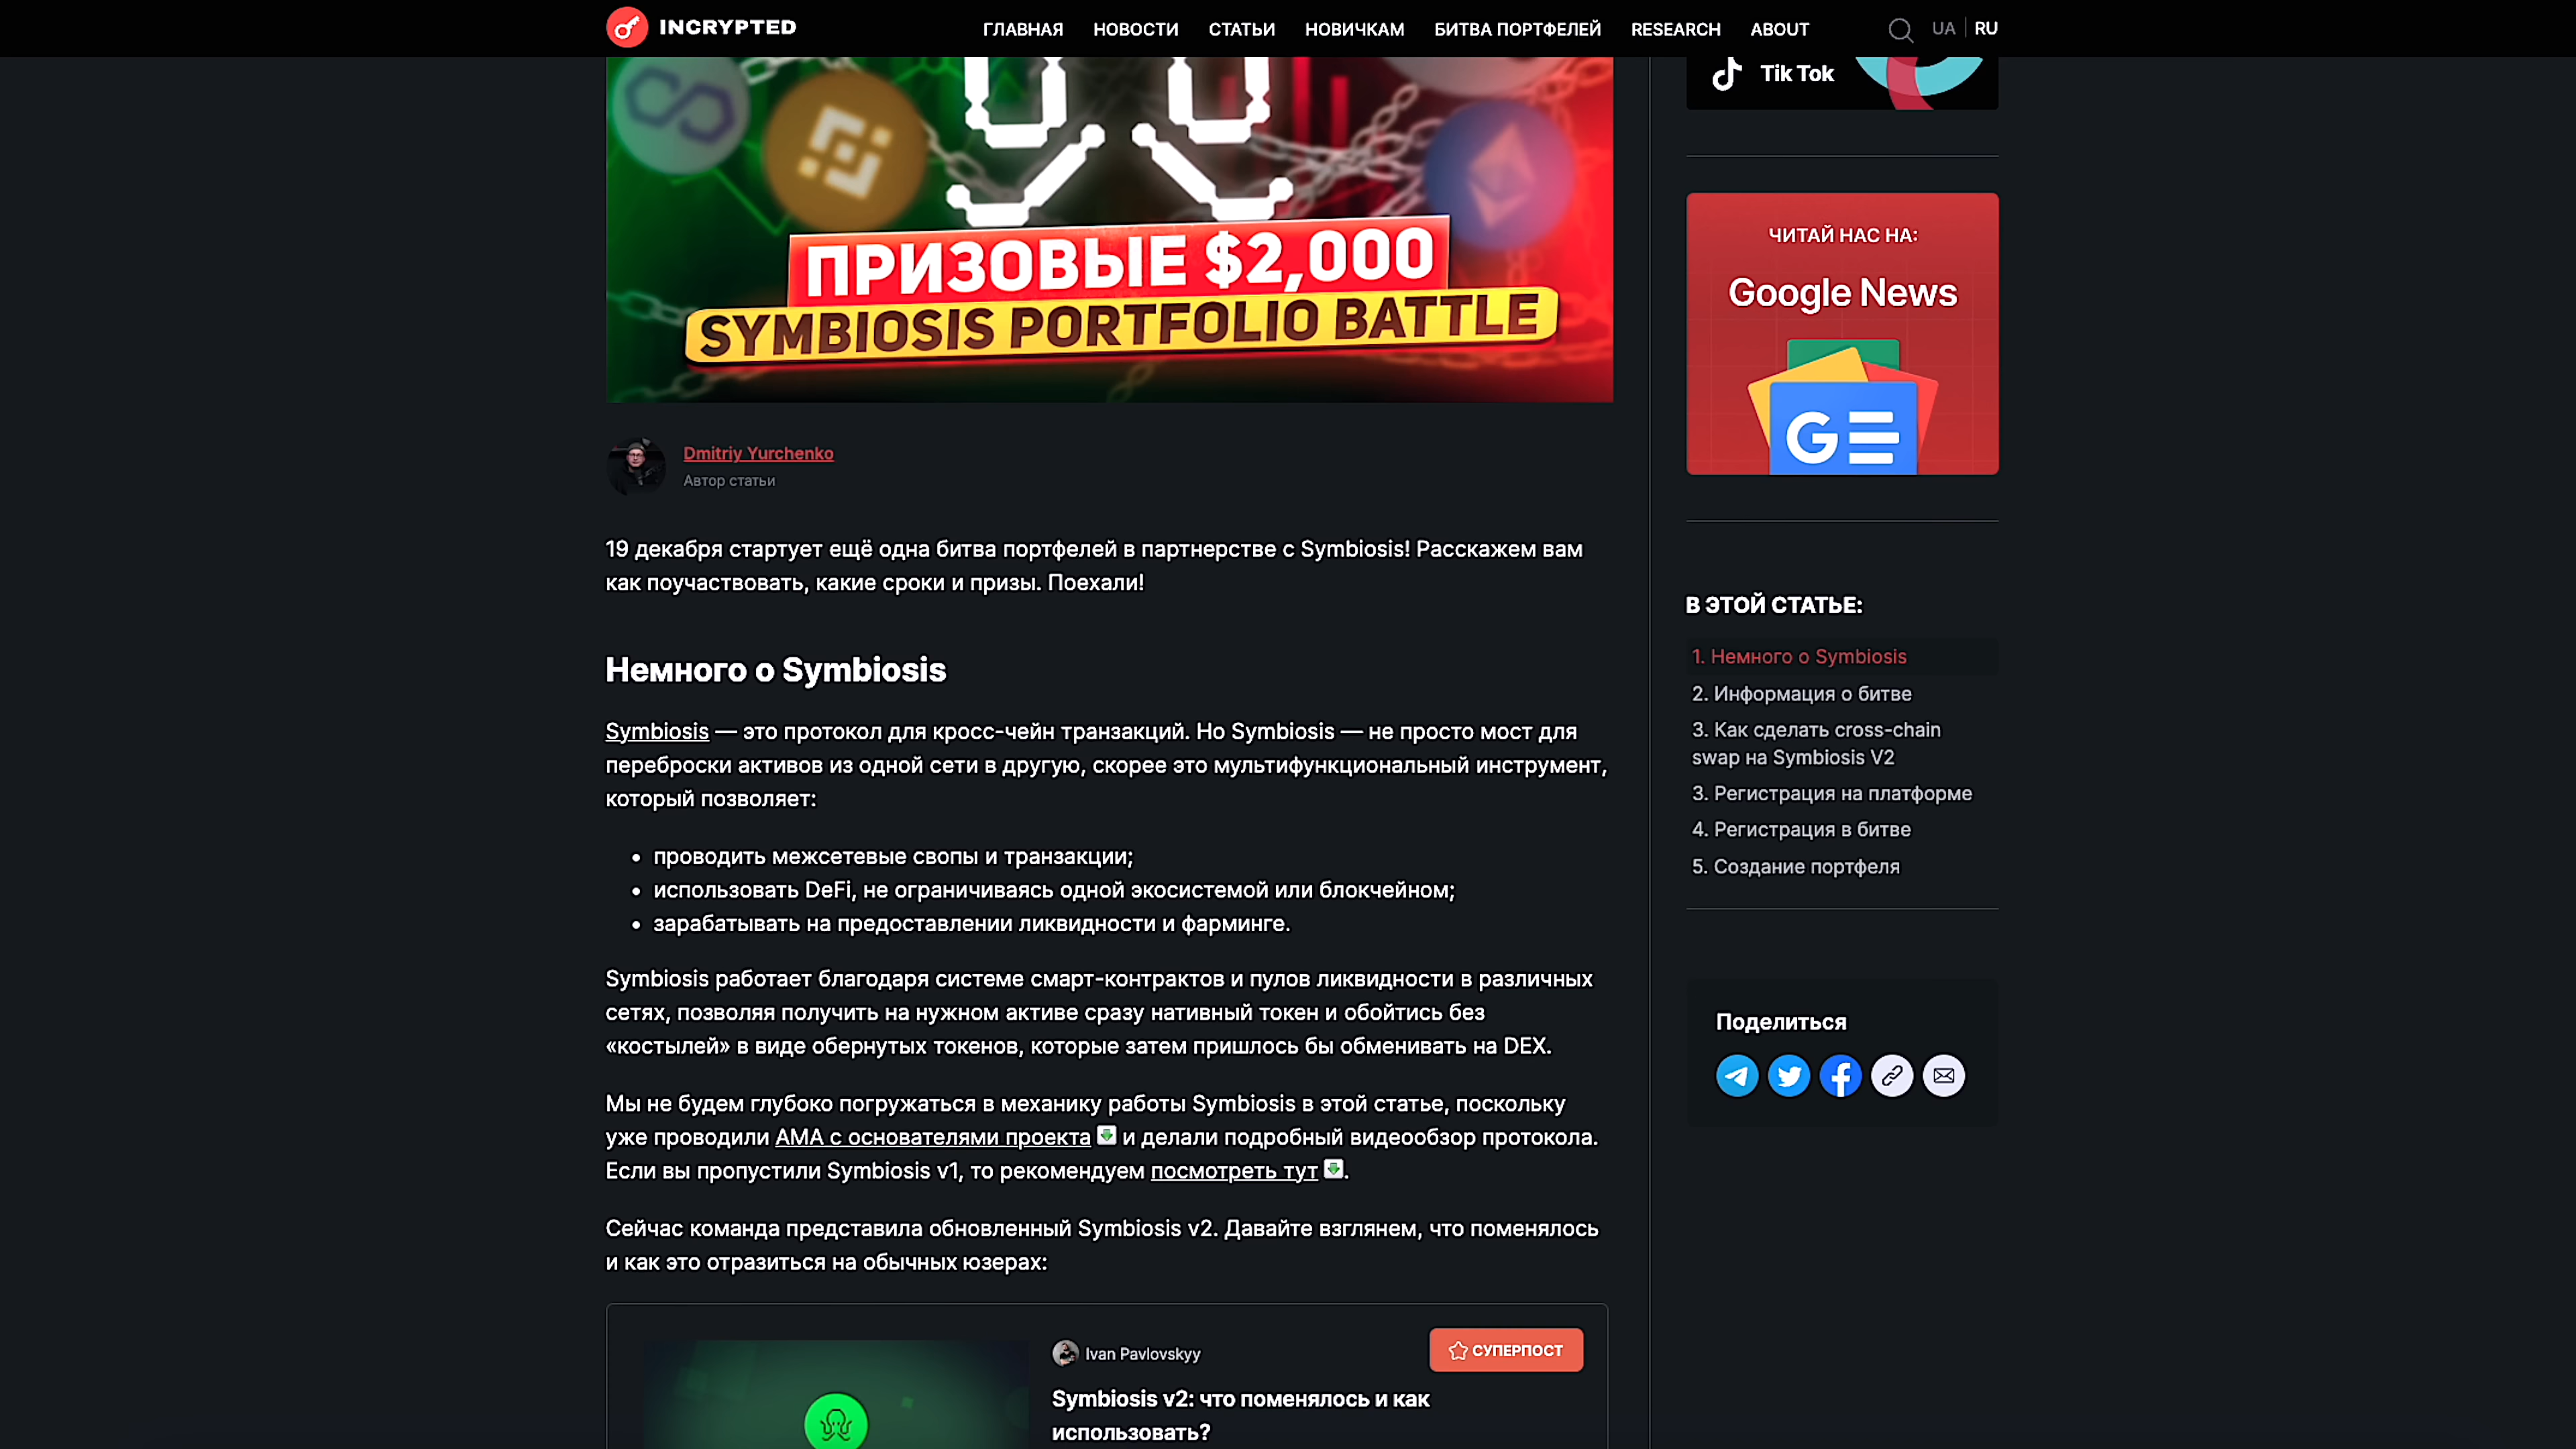 INCRYPTED
ГЛАВНАЯ НОВОСТИ СТАТЬИ НОВИЧКАМ БИТВА ПОРТФЕЛЕЙ RESEARCH ABOUT
UA | RU
ПРИЗОВЫЕ $2,000
SYMBIOSIS PORTFOLIO BATTLE
Dmitriy Yurchenko
Автор статьи
19 декабря стартует ещё одна битва портфелей в партнерстве с Symbiosis! Расскажем вам
как поучаствовать, какие сроки и призы. Поехали!
Немного о Symbiosis
Symbiosis — это протокол для кросс-чейн транзакций. Но Symbiosis — не просто мост для
переброски активов из одной сети в другую, скорее это мультифункциональный инструмент,
который позволяет:
• проводить межсетевые свопы и транзакции;
• использовать DeFi, не ограничиваясь одной экосистемой или блокчейном;
• зарабатывать на предоставлении ликвидности и фарминге.
Symbiosis работает благодаря системе смарт-контрактов и пулов ликвидности в различных
сетях, позволяя получить на нужном активе сразу нативный токен и обойтись без
«костылей» в виде обернутых токенов, которые затем пришлось бы обменивать на DEX.
Мы не будем глубоко погружаться в механику работы Symbiosis в этой статье, поскольку
уже проводили AMA с основателями проекта и делали подробный видеообзор протокола.
Если вы пропустили Symbiosis v1, то рекомендуем посмотреть тут.
Сейчас команда представила обновленный Symbiosis v2. Давайте взглянем, что поменялось
и как это отразиться на обычных юзерах:
Ivan Pavlovskyy
СУПЕРПОСТ
Symbiosis v2: что поменялось и как
использовать?
Tik Tok
ЧИТАЙ НАС НА:
Google News
G
В ЭТОЙ СТАТЬЕ:
1. Немного о Symbiosis
2. Информация о битве
3. Как сделать cross-chain
swap на Symbiosis V2
3. Регистрация на платформе
4. Регистрация в битве
5. Создание портфеля
Поделиться